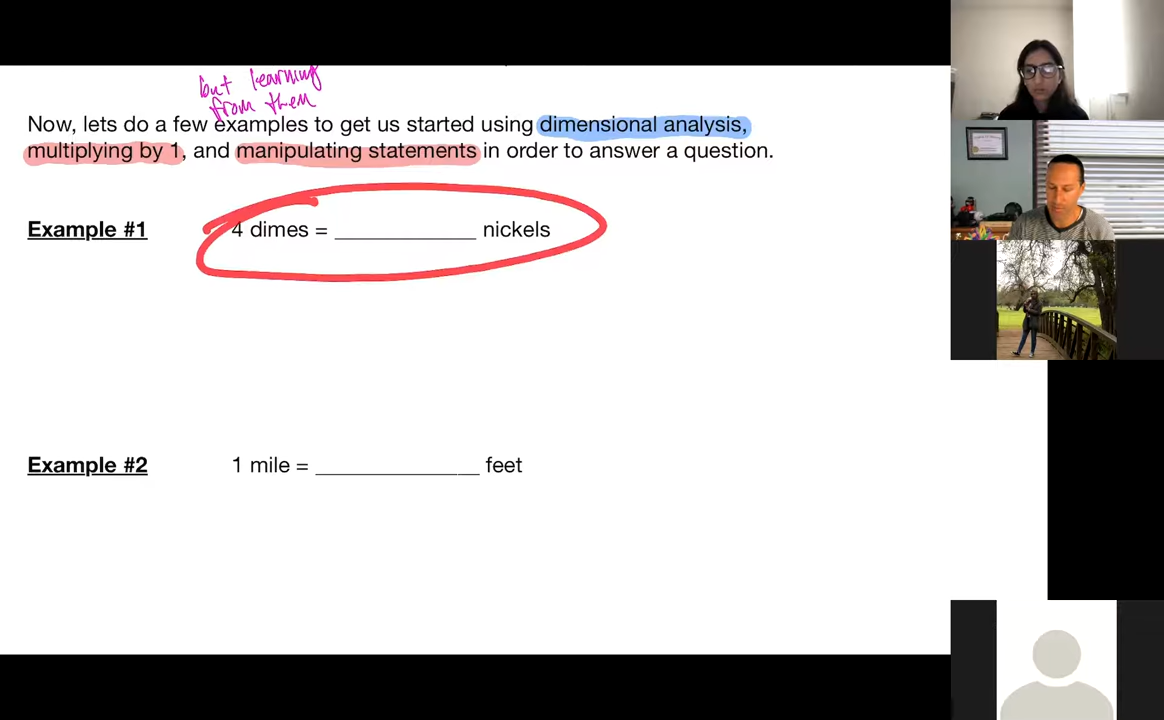 but learning
from them
Now, lets do a few examples to get us started using dimensional analysis,
multiplying by 1, and manipulating statements in order to answer a question.
Example #1 4 dimes = ____________ nickels
Example #2 1 mile = ______________ feet